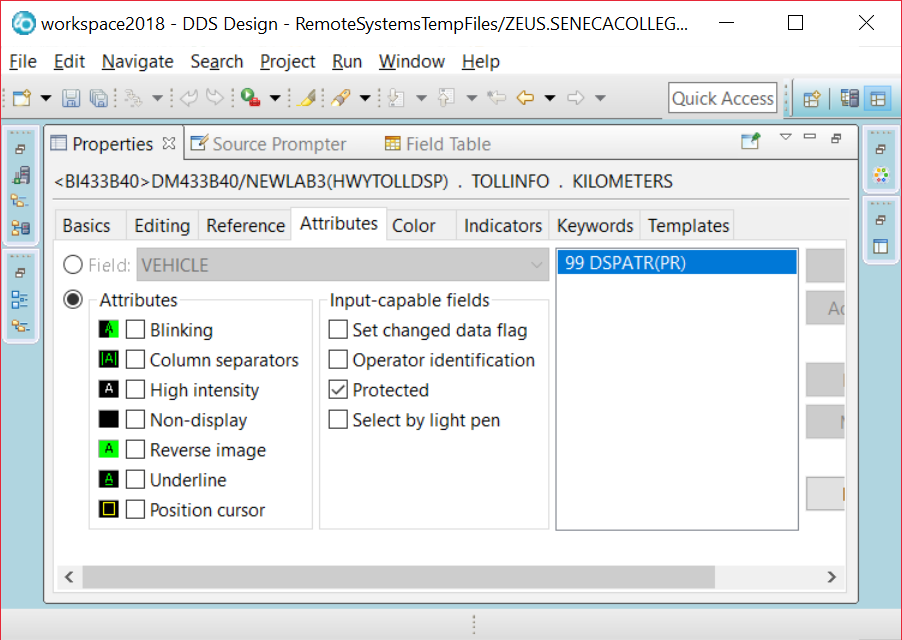 workspace2018 - DDS Design - RemoteSystemsTempFiles/ZEUS.SENECACOLLEG...
File Edit Navigate Search Project Run Window Help
Quick Access
Properties Source Prompter Field Table
<BI433B40>DM433B40/NEWLAB3(HWYTOLLDSP) . TOLLINFO . KILOMETERS
Basics Editing Reference Attributes Color Indicators Keywords Templates
Field: VEHICLE 99 DSPATR(PR)
Attributes Input-capable fields
A Blinking Set changed data flag
A Column separators Operator identification
A High intensity Protected
Non-display Select by light pen
A Reverse image
A Underline
Position cursor